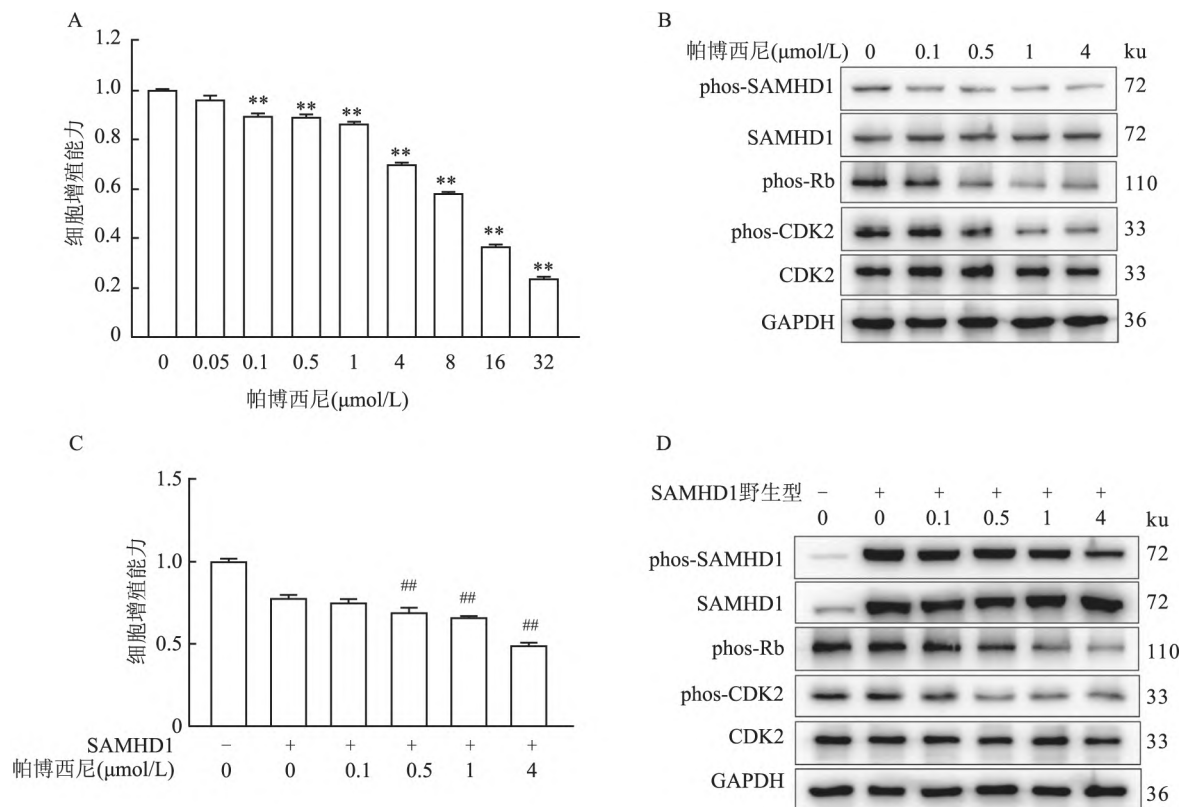 A
1.2
1.0
0.8
0.6
0.4
0.2
0
细胞增殖能力
** ** ** ** ** ** **
0 0.05 0.1 0.5 1 4 8 16 32
帕博西尼(μmol/L)
B
帕博西尼(μmol/L) 0 0.1 0.5 1 4 ku
phos-SAMHD1 72
SAMHD1 72
phos-Rb 110
phos-CDK2 33
CDK2 33
GAPDH 36
C
1.5
1.0
0.5
0
细胞增殖能力
## ## ##
SAMHD1 − + + + + +
帕博西尼(μmol/L) 0 0 0.1 0.5 1 4
D
SAMHD1野生型 − + + + + +
0 0 0.1 0.5 1 4 ku
phos-SAMHD1 72
SAMHD1 72
phos-Rb 110
phos-CDK2 33
CDK2 33
GAPDH 36